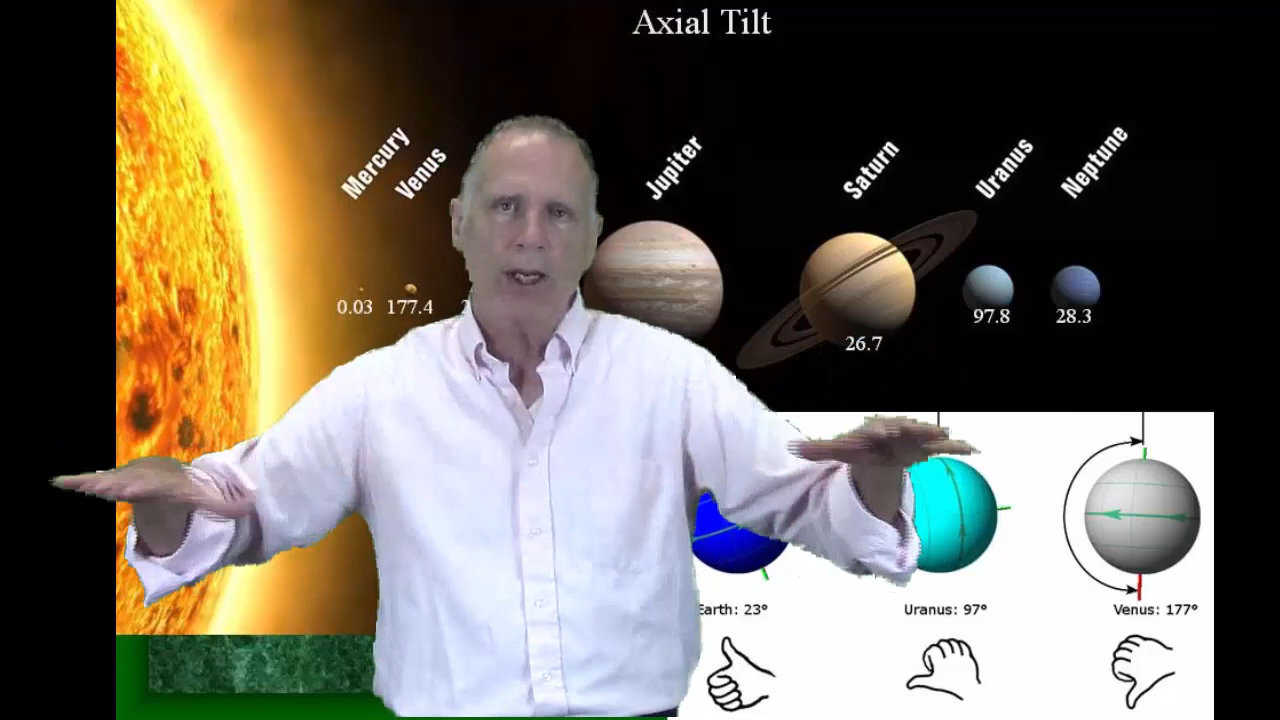 Axial Tilt
Mercury
Venus
Jupiter
Saturn
Uranus
Neptune
0.03 177.4
26.7
97.8
28.3
Earth: 23°
Uranus: 97°
Venus: 177°